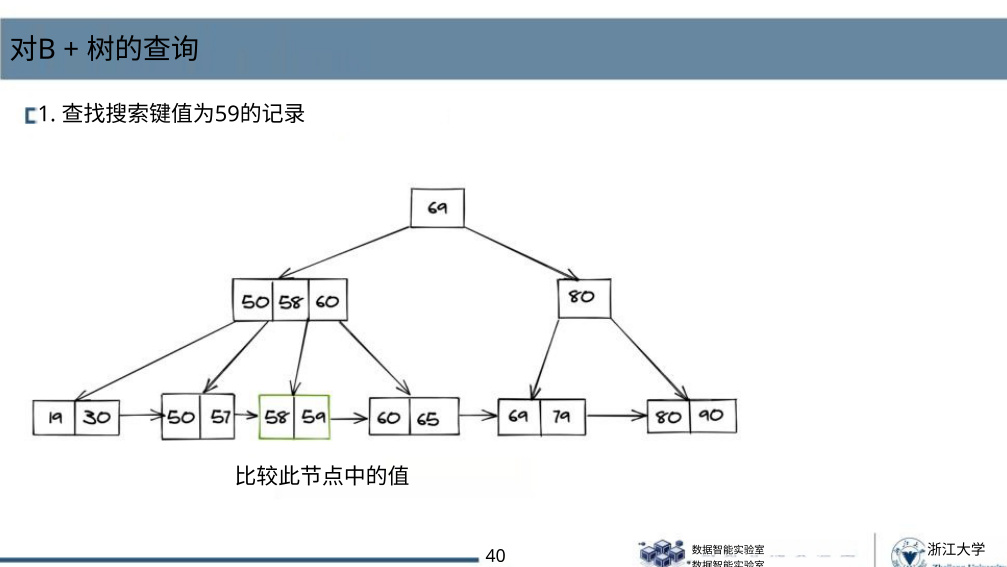 对B + 树的查询
1. 查找搜索键值为59的记录
69
50 58 60
80
19 30
50 57
58 59
60 65
69 79
80 90
比较此节点中的值
40
数据智能实验室
数据智能实验室
浙江大学